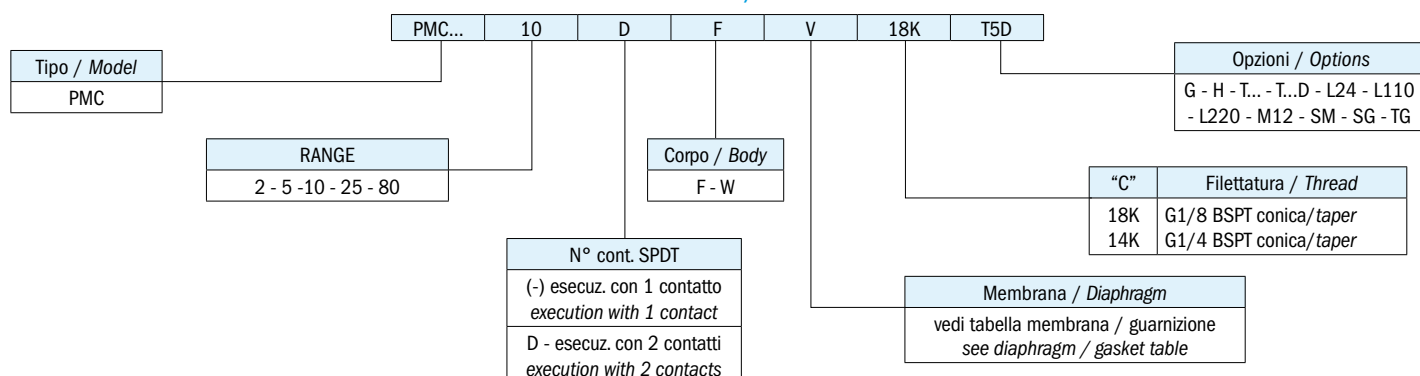 PMC... 10 D F V 18K T5D
Tipo / Model
PMC
Opzioni / Options
G - H - T... - T...D - L24 - L110
- L220 - M12 - SM - SG - TG
RANGE
2 - 5 -10 - 25 - 80
Corpo / Body
F - W
“C” Filettatura / Thread
18K G1/8 BSPT conica/taper
14K G1/4 BSPT conica/taper
N° cont. SPDT
(-) esecuz. con 1 contatto
execution with 1 contact
D - esecuz. con 2 contatti
execution with 2 contacts
Membrana / Diaphragm
vedi tabella membrana / guarnizione
see diaphragm / gasket table